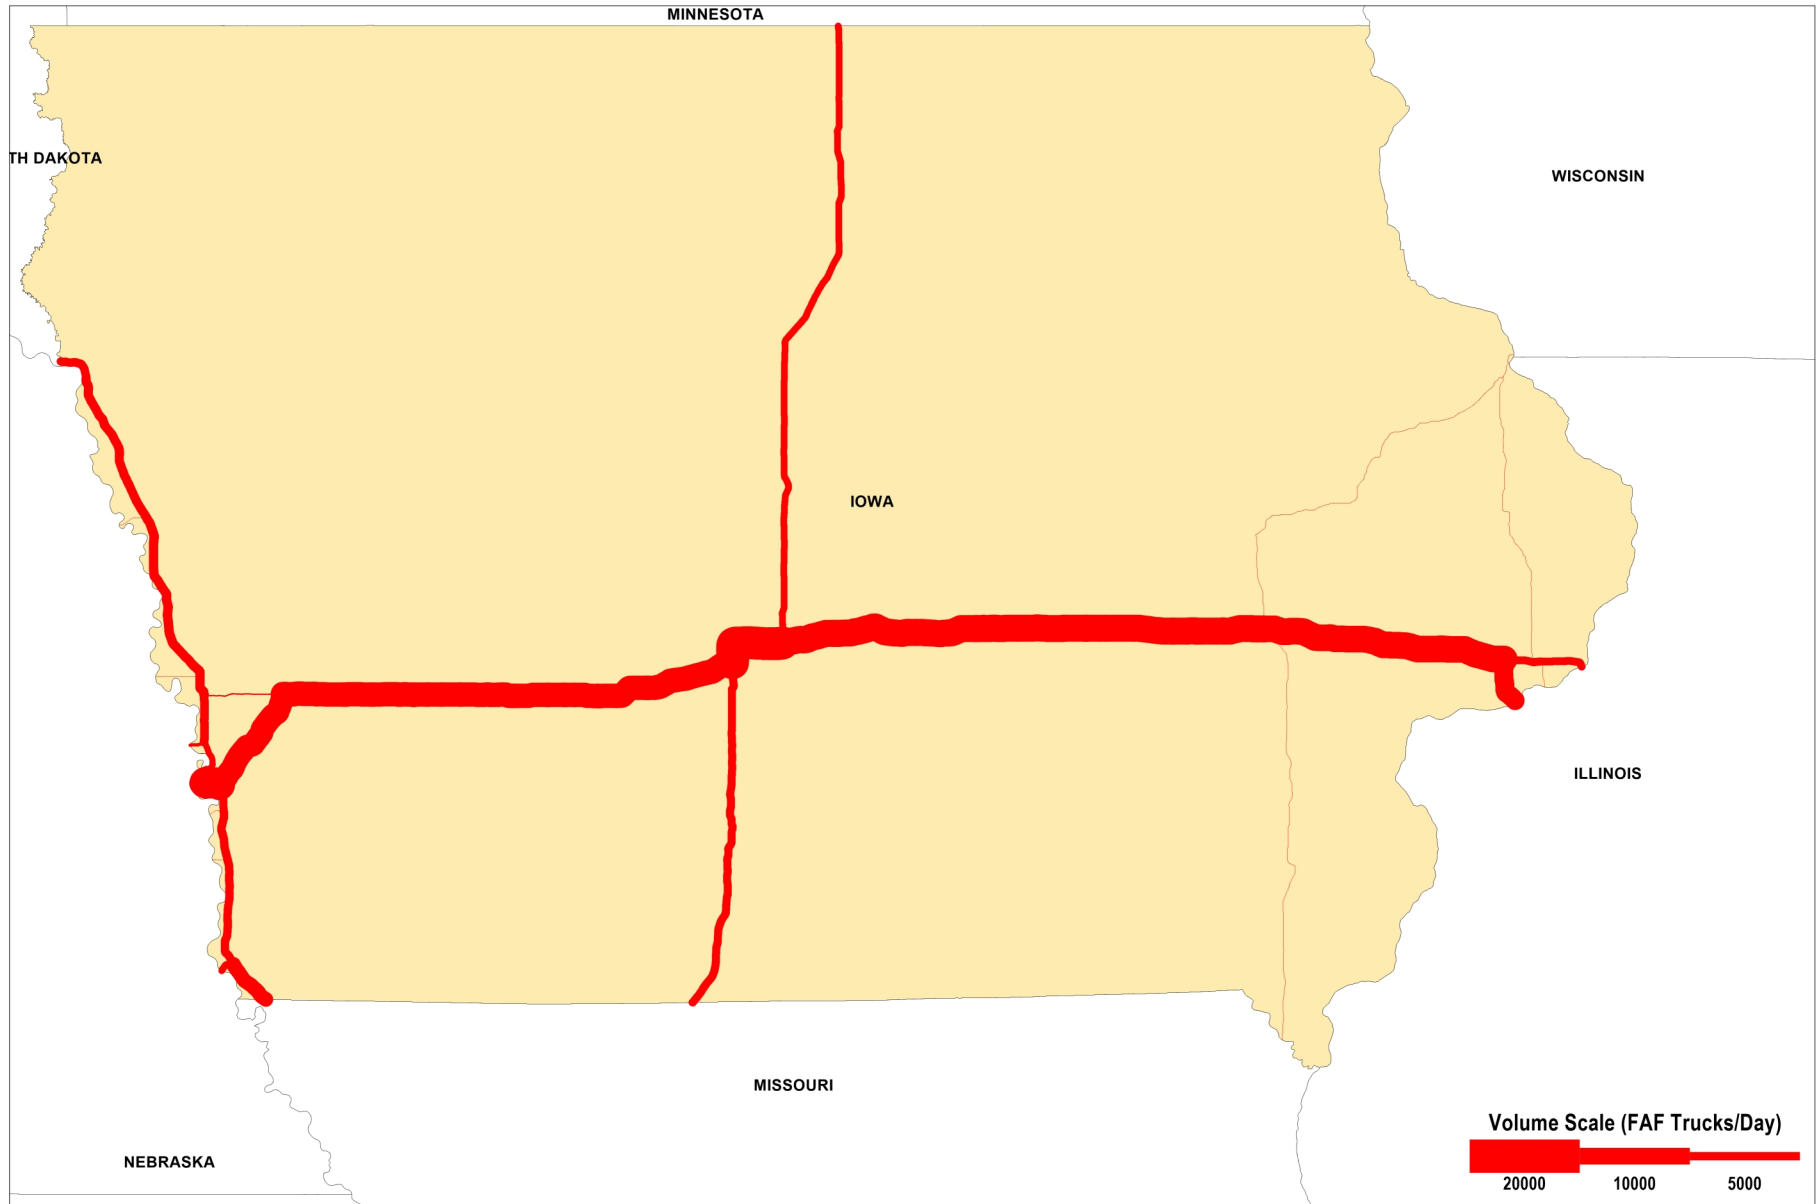 MINNESOTA
TH DAKOTA
WISCONSIN
IOWA
ILLINOIS
MISSOURI
NEBRASKA
Volume Scale (FAF Trucks/Day)
20000 10000 5000